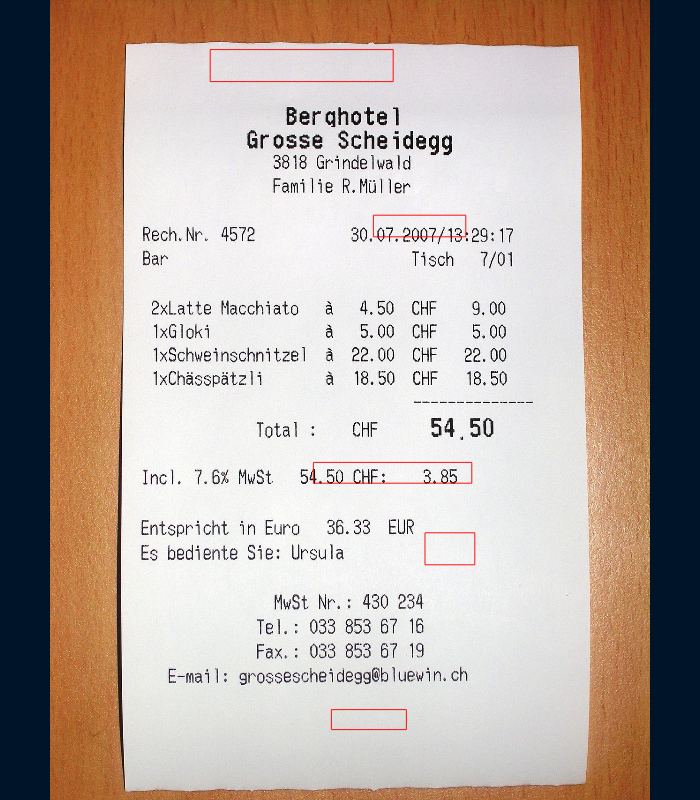 Berghotel
Grosse Scheidegg
3818 Grindelwald
Familie R.Müller
Rech.Nr. 4572 30.07.2007/13:29:17
Bar Tisch 7/01
2xLatte Macchiato à 4.50 CHF 9.00
1xGloki à 5.00 CHF 5.00
1xSchweinschnitzel à 22.00 CHF 22.00
1xChässpätzli à 18.50 CHF 18.50
--------------
Total : CHF 54.50
Incl. 7.6% MwSt 54.50 CHF: 3.85
Entspricht in Euro 36.33 EUR
Es bediente Sie: Ursula
MwSt Nr.: 430 234
Tel.: 033 853 67 16
Fax.: 033 853 67 19
E-mail: grossescheidegg@bluewin.ch